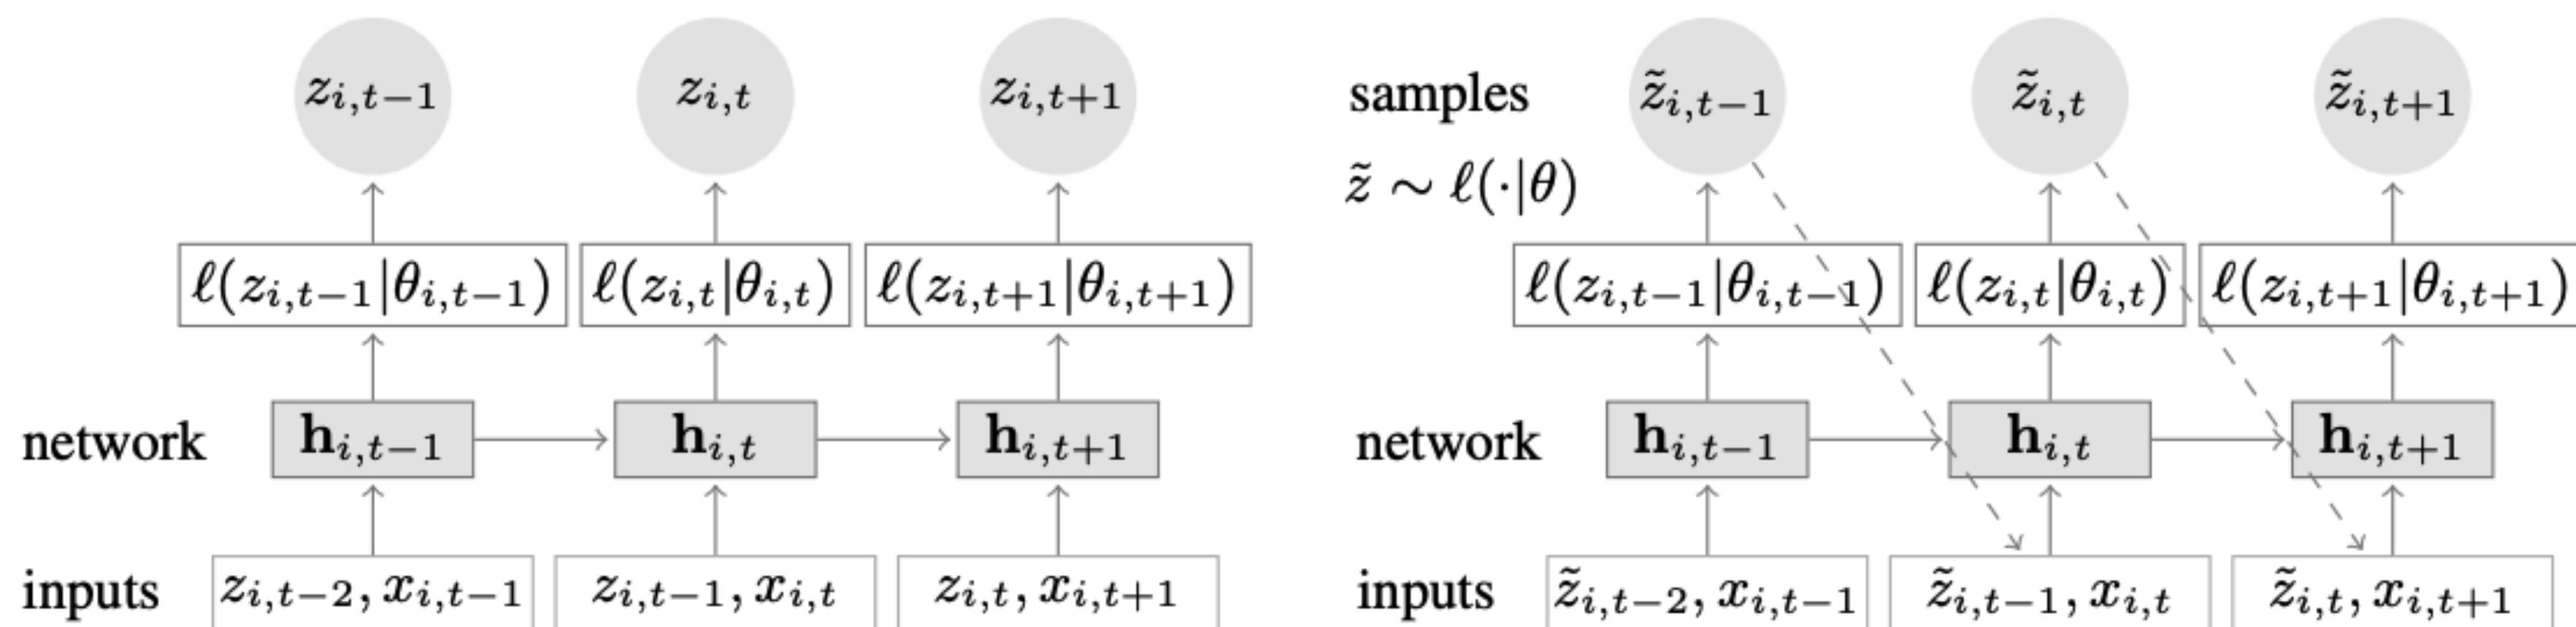 z_{i,t−1} z_{i,t} z_{i,t+1}
ℓ(z_{i,t−1}|θ_{i,t−1}) ℓ(z_{i,t}|θ_{i,t}) ℓ(z_{i,t+1}|θ_{i,t+1})
network h_{i,t−1} h_{i,t} h_{i,t+1}
inputs z_{i,t−2}, x_{i,t−1} z_{i,t−1}, x_{i,t} z_{i,t}, x_{i,t+1}
samples z̃_{i,t−1} z̃_{i,t} z̃_{i,t+1}
z̃ ∼ ℓ(·|θ)
ℓ(z_{i,t−1}|θ_{i,t−1}) ℓ(z_{i,t}|θ_{i,t}) ℓ(z_{i,t+1}|θ_{i,t+1})
network h_{i,t−1} h_{i,t} h_{i,t+1}
inputs z̃_{i,t−2}, x_{i,t−1} z̃_{i,t−1}, x_{i,t} z̃_{i,t}, x_{i,t+1}